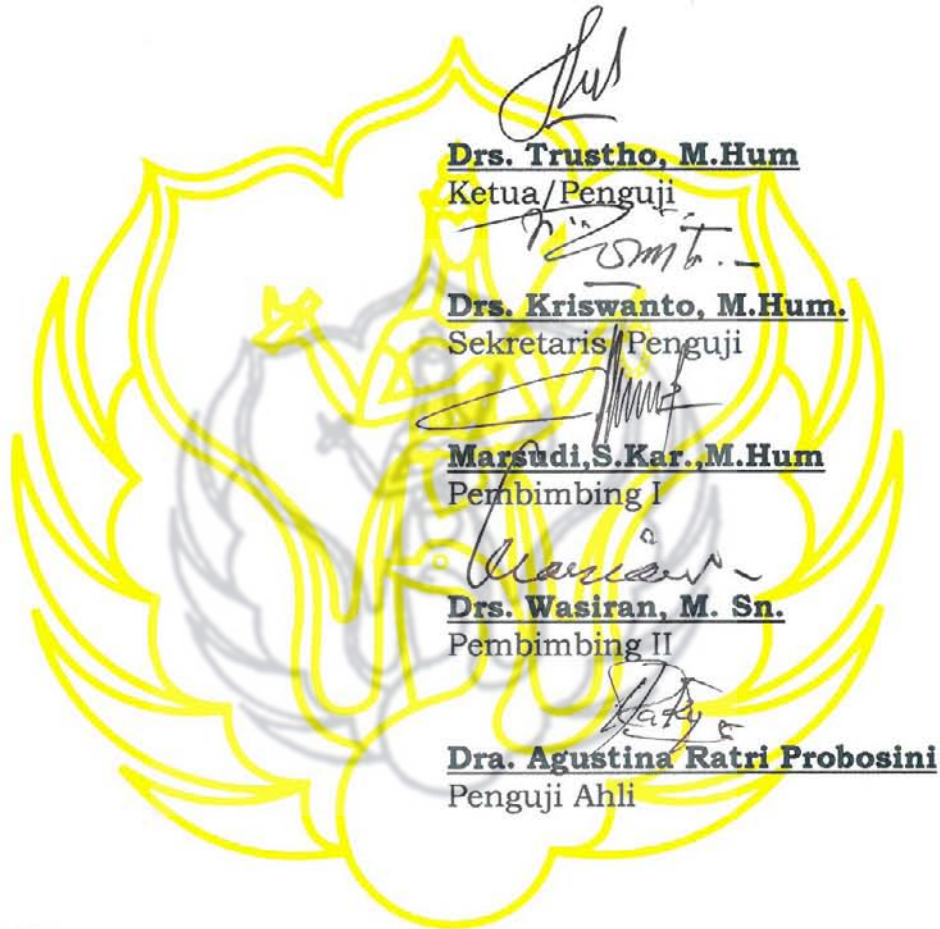 Drs. Trustho, M.Hum
Ketua/Penguji
Drs. Kriswanto, M.Hum.
Sekretaris/Penguji
Marsudi,S.Kar.,M.Hum
Pembimbing I
Drs. Wasiran, M. Sn.
Pembimbing II
Dra. Agustina Ratri Probosini
Penguji Ahli